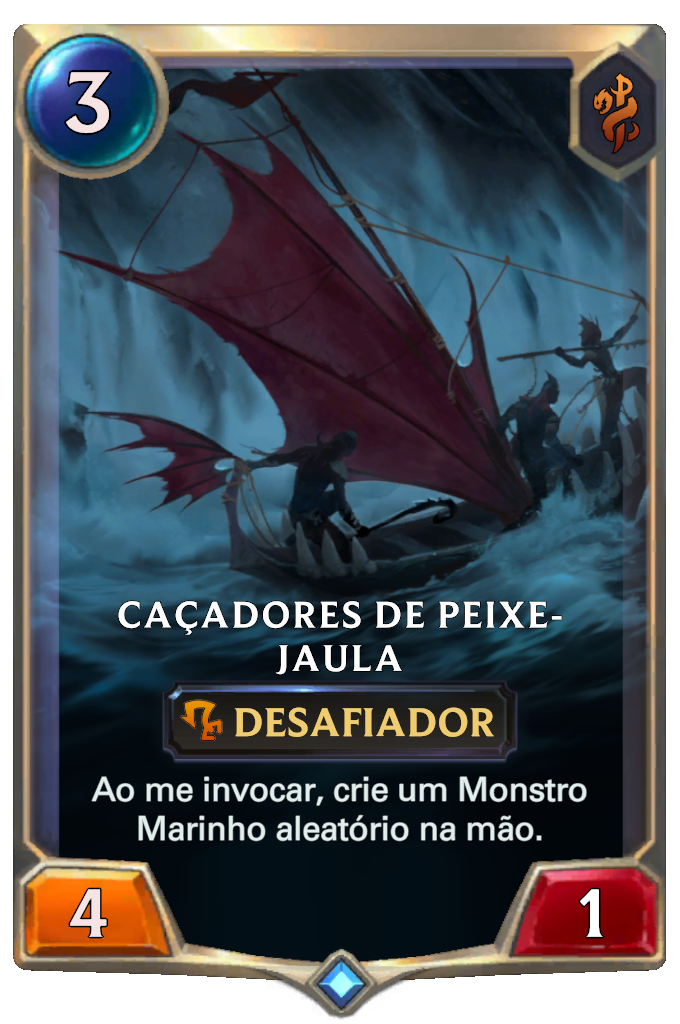 3
CAÇADORES DE PEIXE-
JAULA
DESAFIADOR
Ao me invocar, crie um Monstro
Marinho aleatório na mão.
4
1